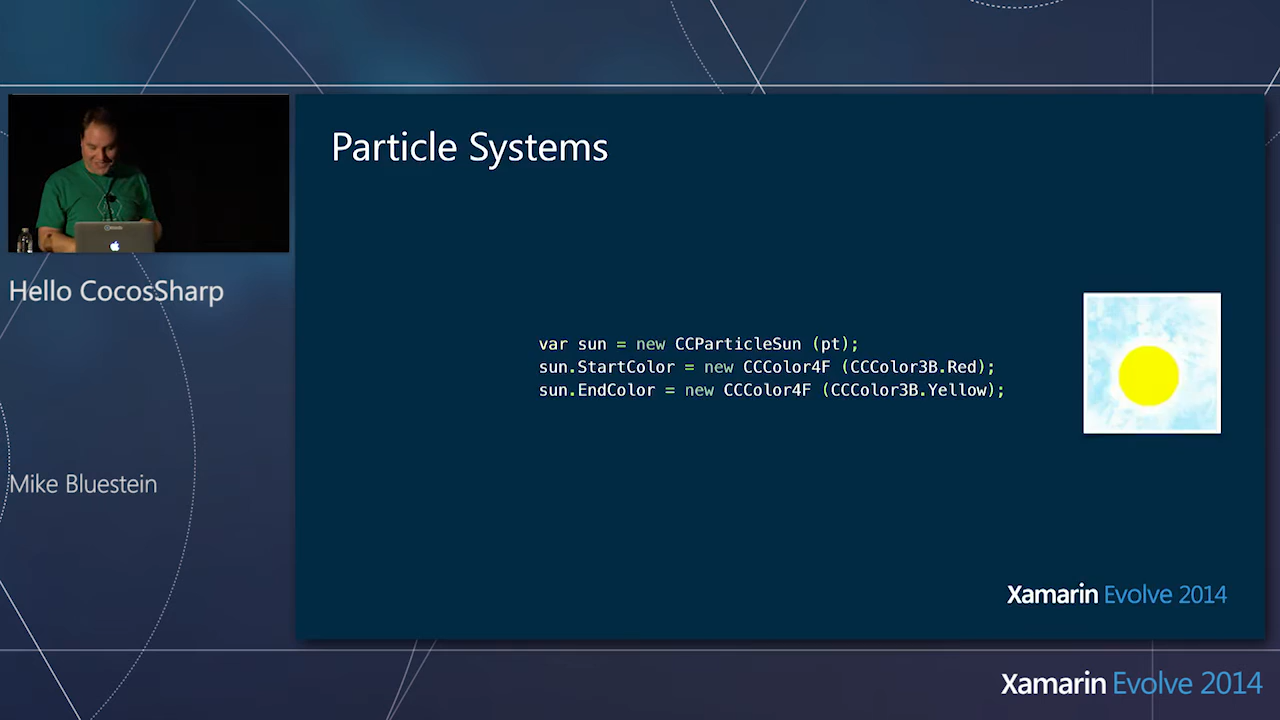 Particle Systems
Hello CocosSharp
var sun = new CCParticleSun (pt);
sun.StartColor = new CCColor4F (CCColor3B.Red);
sun.EndColor = new CCColor4F (CCColor3B.Yellow);
Mike Bluestein
Xamarin Evolve 2014
Xamarin Evolve 2014